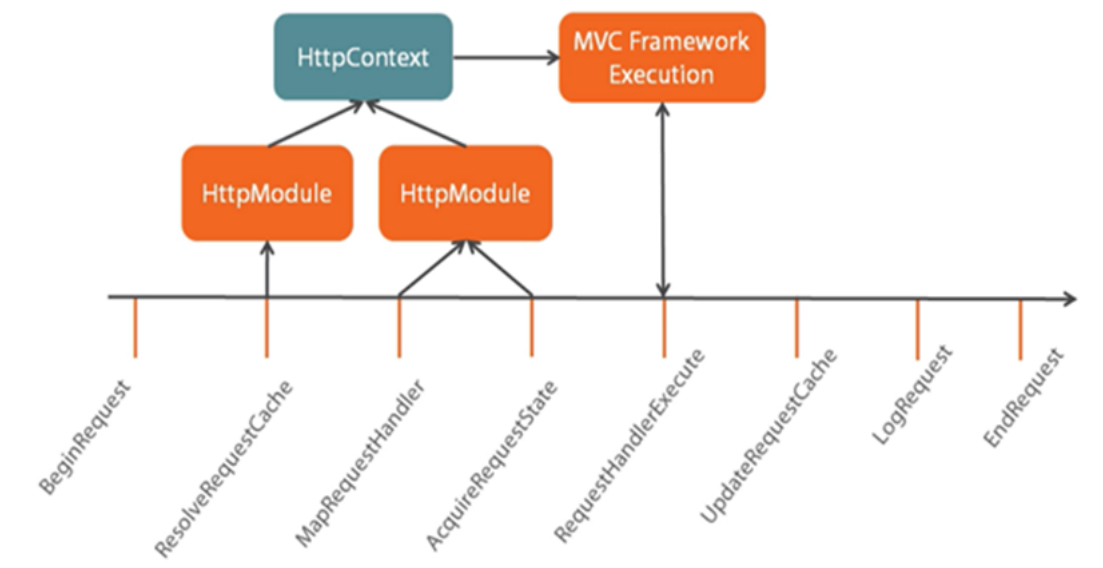 HttpContext
MVC Framework
Execution
HttpModule
HttpModule
BeginRequest
ResolveRequestCache
MapRequestHandler
AcquireRequestState
RequestHandlerExecute
UpdateRequestCache
LogRequest
EndRequest